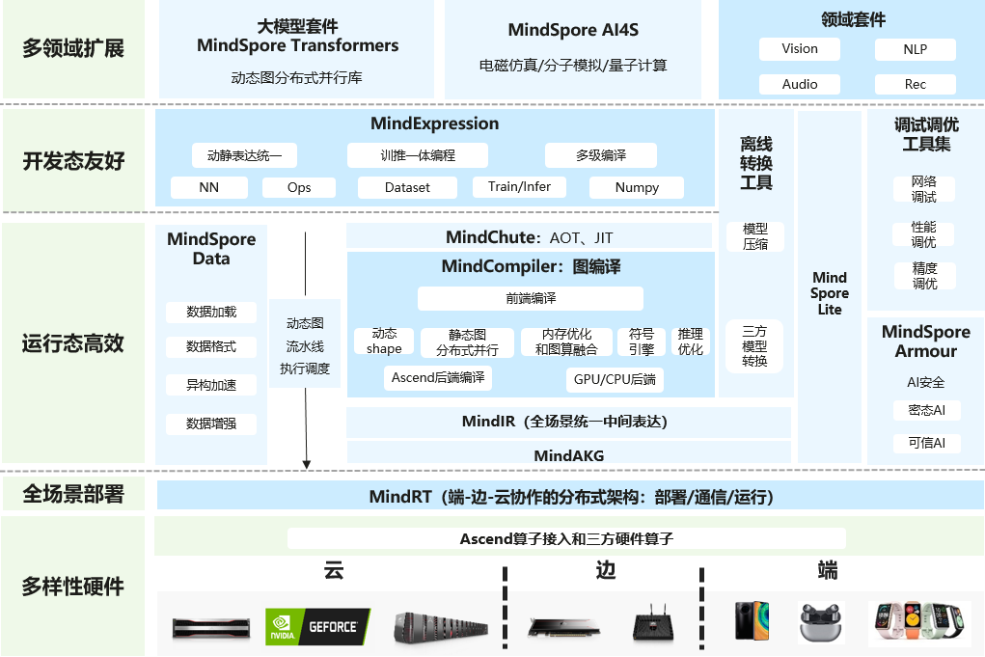 多领域扩展
大模型套件
MindSpore Transformers
动态图分布式并行库
MindSpore AI4S
电磁仿真/分子模拟/量子计算
领域套件
Vision
NLP
Audio
Rec
开发态友好
MindExpression
动静表达统一
训推一体编程
多级编译
NN
Ops
Dataset
Train/Infer
Numpy
离线
转换
工具
模型
压缩
三方
模型
转换
Mind
Spore
Lite
调试调优
工具集
网络
调试
性能
调优
精度
调优
运行态高效
MindSpore
Data
数据加载
数据格式
异构加速
数据增强
动态图
流水线
执行调度
MindChute：AOT、JIT
MindCompiler：图编译
前端编译
动态
shape
静态图
分布式并行
内存优化
和图算融合
符号
引擎
推理
优化
Ascend后端编译
GPU/CPU后端
MindIR（全场景统一中间表达）
MindAKG
MindSpore
Armour
AI安全
密态AI
可信AI
全场景部署
MindRT（端-边-云协作的分布式架构：部署/通信/运行）
多样性硬件
Ascend算子接入和三方硬件算子
云
边
端
NVIDIA
GEFORCE